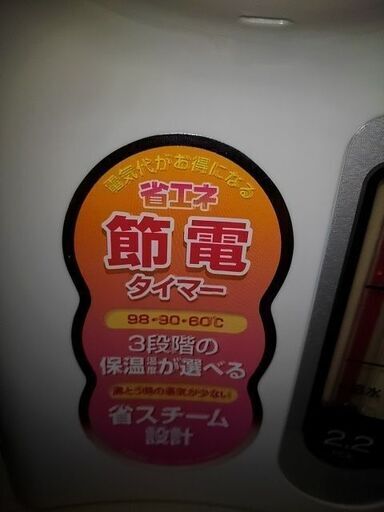 電気代がお得になる
省エネ
節電
タイマー
98・90・60℃
3段階の
保温温度が選べる
沸とう時の蒸気が少ない
省スチーム
設計
水
2.2